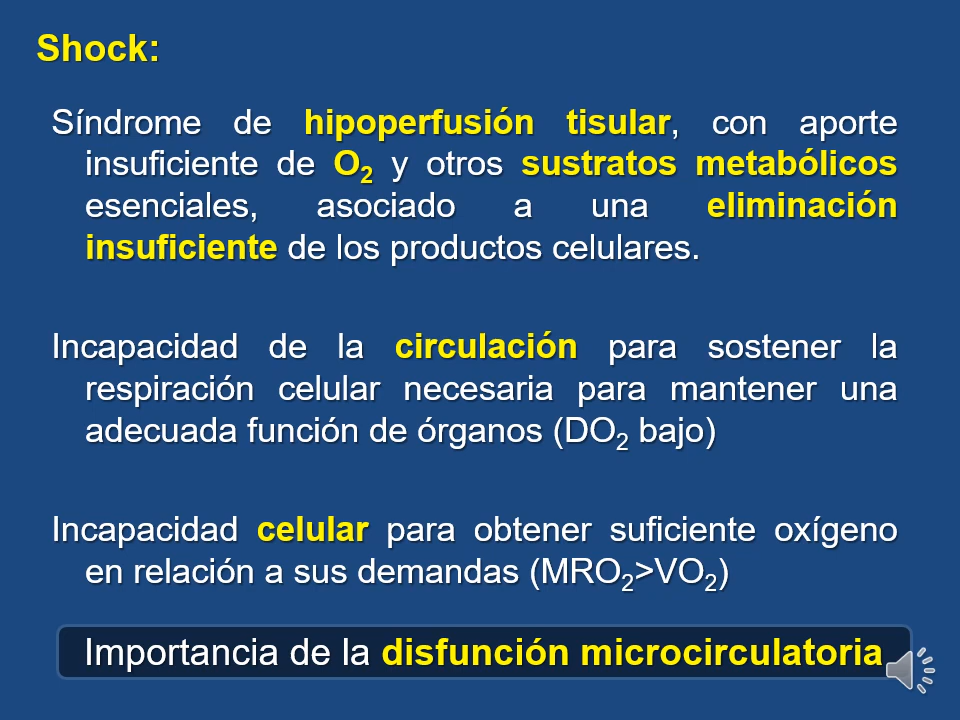 Shock:
Síndrome de hipoperfusión tisular, con aporte
insuficiente de O₂ y otros sustratos metabólicos
esenciales, asociado a una eliminación
insuficiente de los productos celulares.
Incapacidad de la circulación para sostener la
respiración celular necesaria para mantener una
adecuada función de órganos (DO₂ bajo)
Incapacidad celular para obtener suficiente oxígeno
en relación a sus demandas (MRO₂>VO₂)
Importancia de la disfunción microcirculatoria